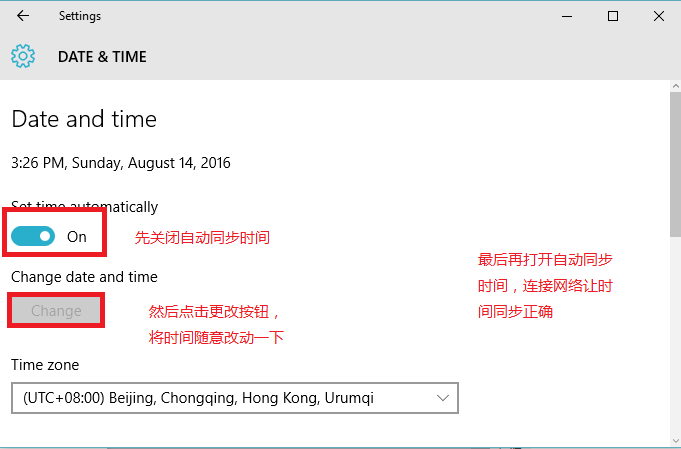 Settings
DATE & TIME
Date and time
3:26 PM, Sunday, August 14, 2016
Set time automatically
On
先关闭自动同步时间
Change date and time
Change
然后点击更改按钮，
将时间随意改动一下
最后再打开自动同步
时间，连接网络让时
间同步正确
Time zone
(UTC+08:00) Beijing, Chongqing, Hong Kong, Urumqi